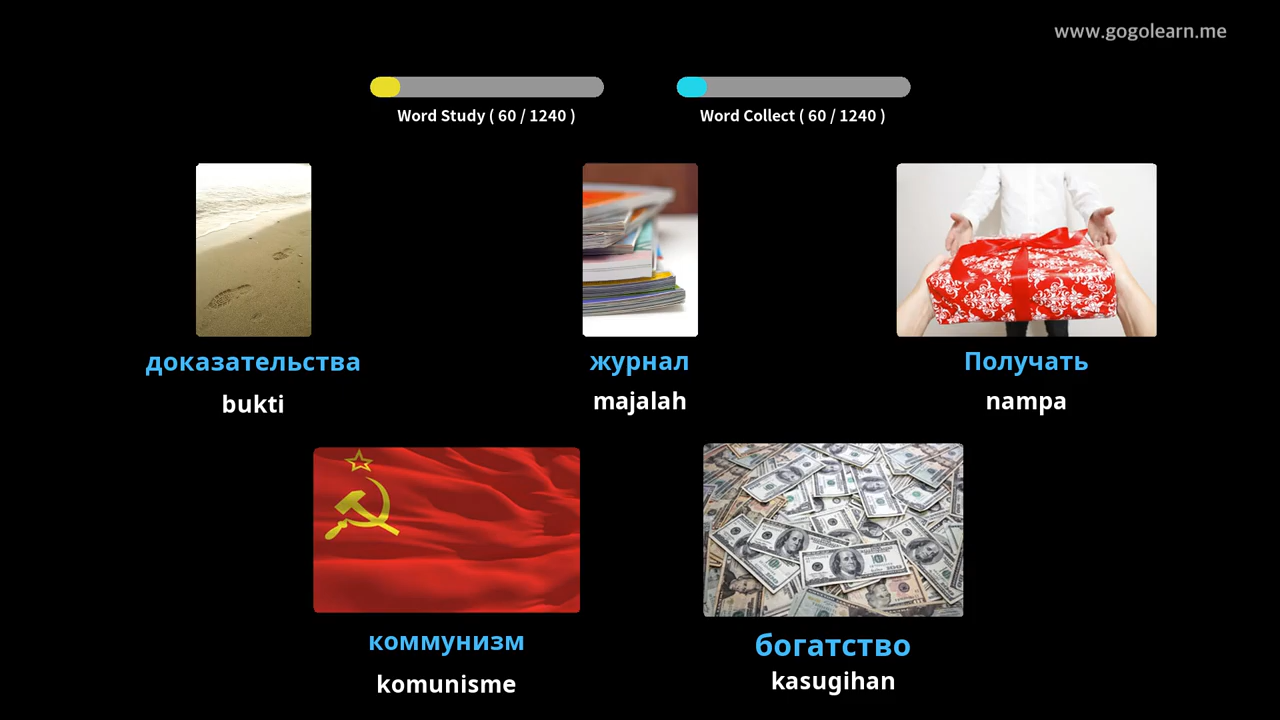 www.gogolearn.me
Word Study ( 60 / 1240 )
Word Collect ( 60 / 1240 )
доказательства
bukti
журнал
majalah
Получать
nampa
коммунизм
komunisme
богатство
kasugihan